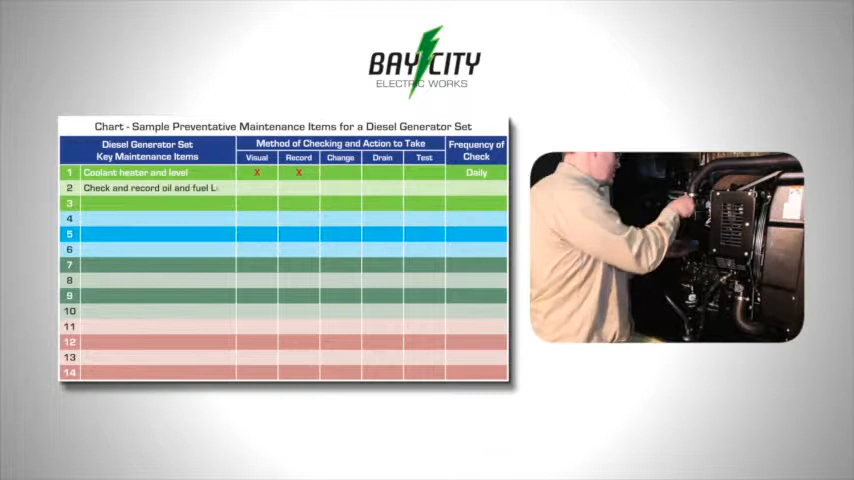 BAY CITY
ELECTRIC WORKS
Chart - Sample Preventative Maintenance Items for a Diesel Generator Set
Diesel Generator Set
Key Maintenance Items
Method of Checking and Action to Take
Frequency of
Check
Visual Record Change Drain Test
1 Coolant heater and level X X Daily
2 Check and record oil and fuel L
3
4
5
6
7
8
9
10
11
12
13
14